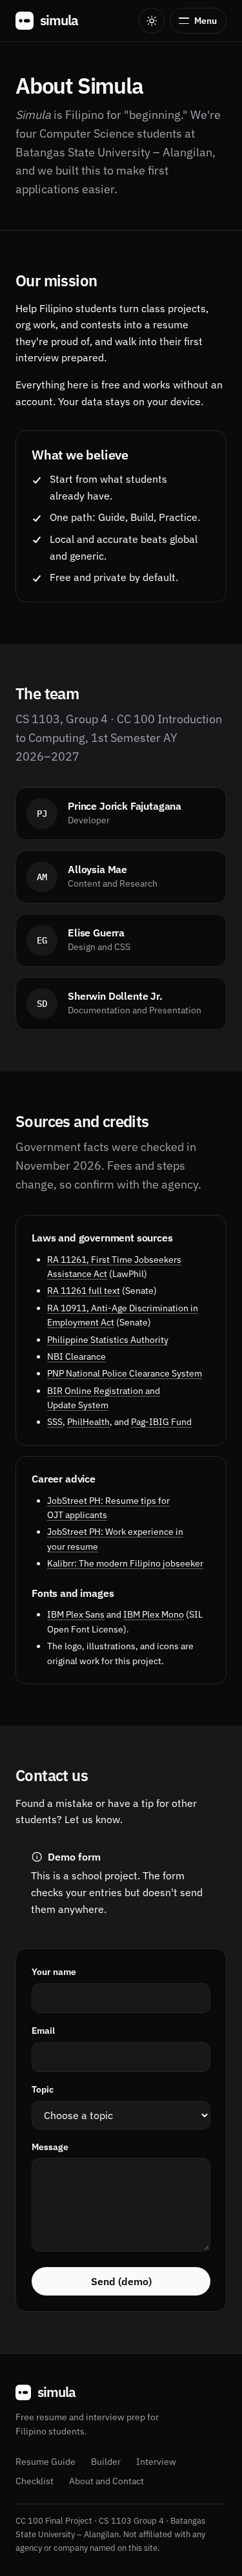 simula
Menu
About Simula
Simula is Filipino for "beginning." We're
four Computer Science students at
Batangas State University – Alangilan,
and we built this to make first
applications easier.
Our mission
Help Filipino students turn class projects,
org work, and contests into a resume
they're proud of, and walk into their first
interview prepared.
Everything here is free and works without an
account. Your data stays on your device.
What we believe
Start from what students
already have.
One path: Guide, Build, Practice.
Local and accurate beats global
and generic.
Free and private by default.
The team
CS 1103, Group 4 · CC 100 Introduction
to Computing, 1st Semester AY
2026–2027
PJ
Prince Jorick Fajutagana
Developer
AM
Alloysia Mae
Content and Research
EG
Elise Guerra
Design and CSS
SD
Sherwin Dollente Jr.
Documentation and Presentation
Sources and credits
Government facts were checked in
November 2026. Fees and steps
change, so confirm with the agency.
Laws and government sources
RA 11261, First Time Jobseekers
Assistance Act (LawPhil)
RA 11261 full text (Senate)
RA 10911, Anti-Age Discrimination in
Employment Act (Senate)
Philippine Statistics Authority
NBI Clearance
PNP National Police Clearance System
BIR Online Registration and
Update System
SSS, PhilHealth, and Pag-IBIG Fund
Career advice
JobStreet PH: Resume tips for
OJT applicants
JobStreet PH: Work experience in
your resume
Kalibrr: The modern Filipino jobseeker
Fonts and images
IBM Plex Sans and IBM Plex Mono (SIL
Open Font License).
The logo, illustrations, and icons are
original work for this project.
Contact us
Found a mistake or have a tip for other
students? Let us know.
Demo form
This is a school project. The form
checks your entries but doesn't send
them anywhere.
Your name
Email
Topic
Choose a topic
Message
Send (demo)
simula
Free resume and interview prep for
Filipino students.
Resume Guide Builder Interview
Checklist About and Contact
CC 100 Final Project · CS 1103 Group 4 · Batangas
State University – Alangilan. Not affiliated with any
agency or company named on this site.